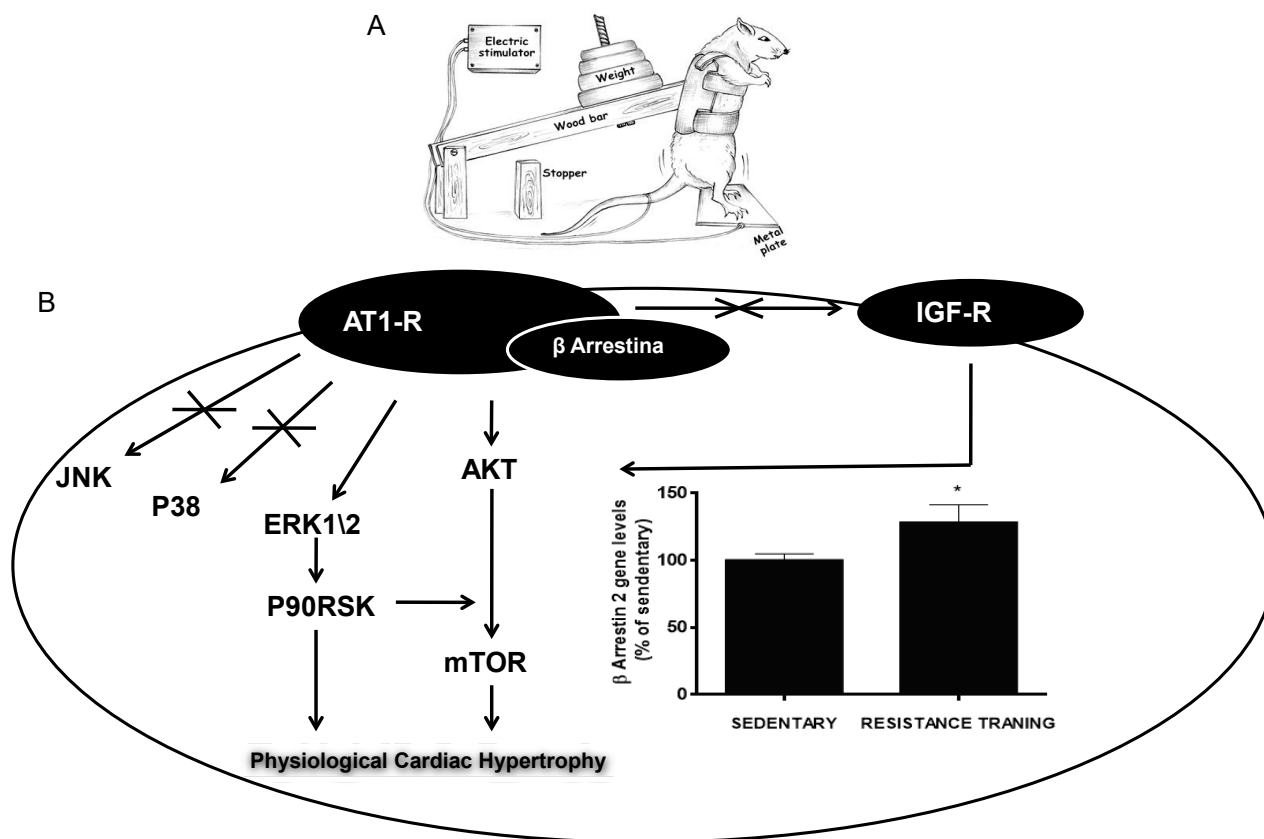 A
Electric
stimulator
Weight
Wood bar
Stopper
Metal
plate
B
AT1-R
β Arrestina
IGF-R
JNK
P38
ERK1\2
AKT
P90RSK
mTOR
Physiological Cardiac Hypertrophy
β Arrestin 2 gene levels
(% of sendentary)
150
100
50
0
*
SEDENTARY
RESISTANCE TRANING